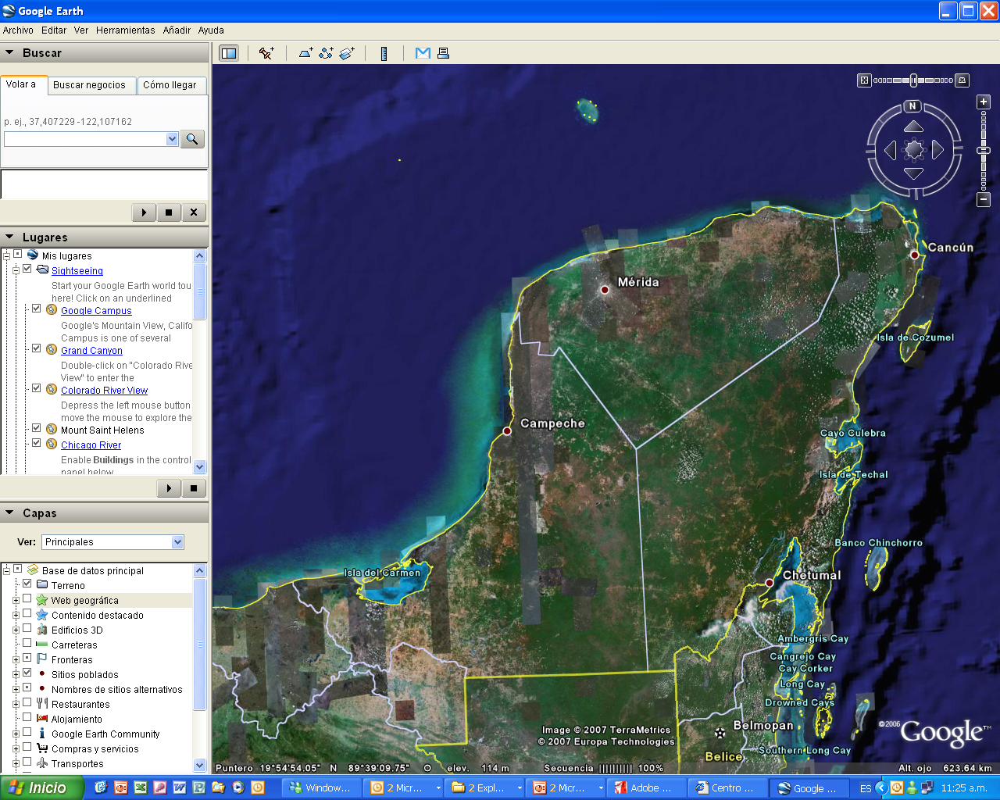 Google Earth
Archivo Editar Ver Herramientas Añadir Ayuda
Buscar
Volar a Buscar negocios Cómo llegar
p. ej., 37,407229 -122,107162
Lugares
Mis lugares
Sightseeing
Start your Google Earth world tou
here! Click on an underlined
Google Campus
Google's Mountain View, Califo
Campus is one of several
Grand Canyon
Double-click on "Colorado Rive
View" to enter the
Colorado River View
Depress the left mouse button
move the mouse to explore the
Mount Saint Helens
Chicago River
Enable Buildings in the control
panel below
Capas
Ver: Principales
Base de datos principal
Terreno
Web geográfica
Contenido destacado
Edificios 3D
Carreteras
Fronteras
Sitios poblados
Nombres de sitios alternativos
Restaurantes
Alojamiento
Google Earth Community
Compras y servicios
Transportes
N
Cancún
Mérida
Isla de Cozumel
Campeche
Cayo Culebra
Isla de Techal
Banco Chinchorro
Isla del Carmen
Chetumal
Ambergris Cay
Cangrejo Cay
Cay Corker
Long Cay
Drowned Cays
Belmopan
Southern Long Cay
Belice
Image © 2007 TerraMetrics
© 2007 Europa Technologies
©2006 Google™
Puntero 19°54'54.05" N 89°39'09.75" O elev. 114 m Secuencia |||||||||| 100% Alt. ojo 623.64 km
Inicio Window... 2 Micr... 2 Expl... 2 Micr... Adobe ... Centro ... Google ... ES 11:25 a.m.